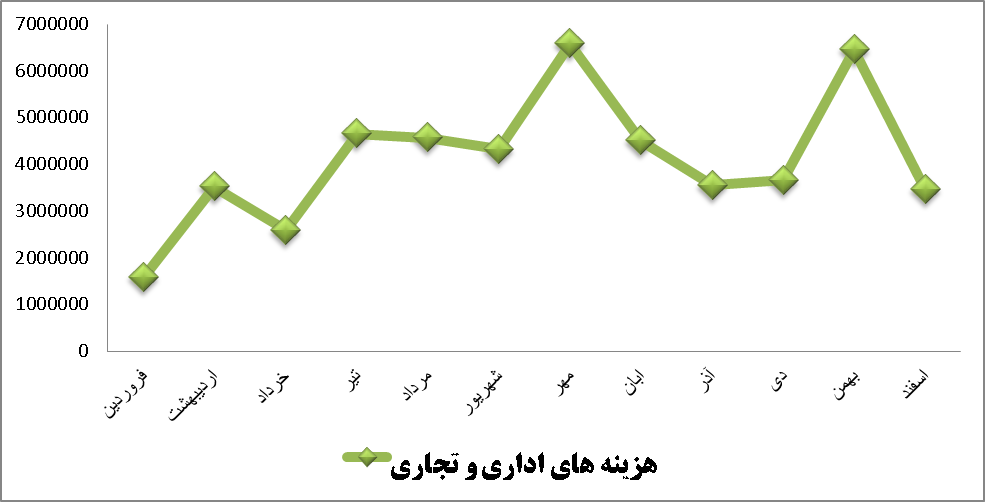 7000000
6000000
5000000
4000000
3000000
2000000
1000000
0
فروردین
اردیبهشت
خرداد
تیر
مرداد
شهریور
مهر
ابان
آذر
دی
بهمن
اسفند
هزینه های اداری و تجاری